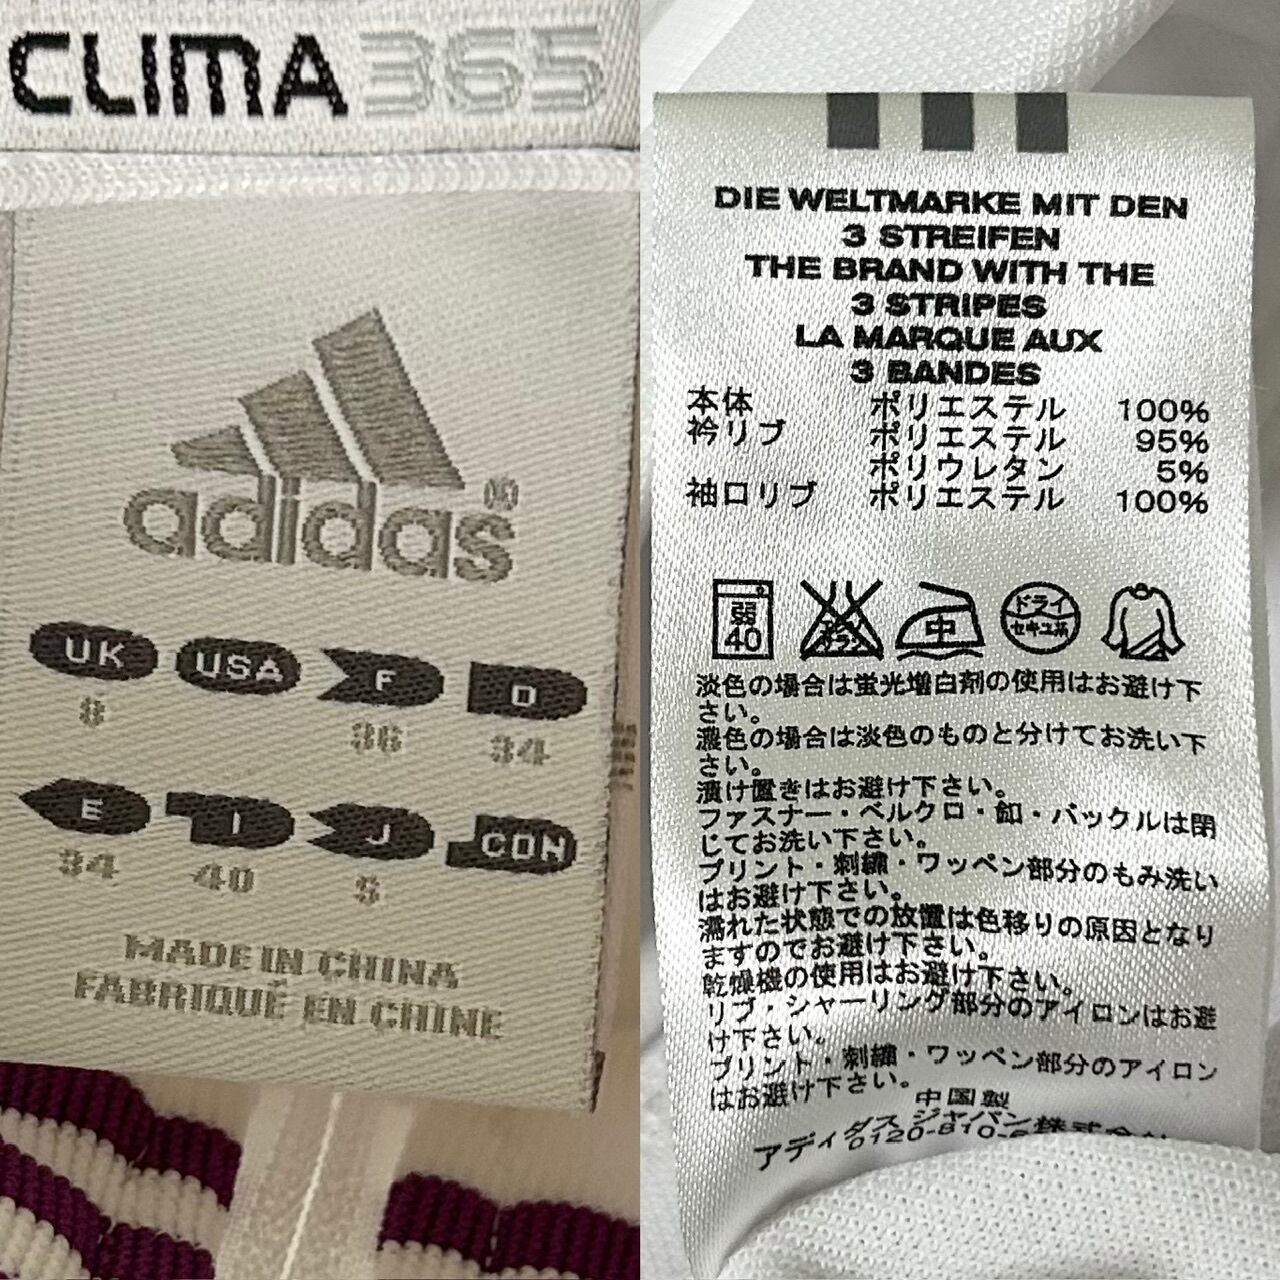 CLIMA365
adidas®
UK USA F D
8 36 34
E I J CON
34 40 S
MADE IN CHINA
FABRIQUÉ EN CHINE
DIE WELTMARKE MIT DEN
3 STREIFEN
THE BRAND WITH THE
3 STRIPES
LA MARQUE AUX
3 BANDES
本体 ポリエステル 100%
衿リブ ポリエステル 95%
ポリウレタン 5%
袖口リブ ポリエステル 100%
弱 40 中 ドライ セキユ系
淡色の場合は蛍光増白剤の使用はお避け下
さい。
濃色の場合は淡色のものと分けてお洗い下
さい。
漬け置きはお避け下さい。
ファスナー・ベルクロ・釦・バックルは閉
じてお洗い下さい。
プリント・刺繍・ワッペン部分のもみ洗い
はお避け下さい。
濡れた状態での放置は色移りの原因となり
ますのでお避け下さい。
乾燥機の使用はお避け下さい。
リブ・シャーリング部分のアイロンはお避
け下さい。
プリント・刺繍・ワッペン部分のアイロン
はお避け下さい。
中国製
アディダス ジャパン株式会
0120-810-